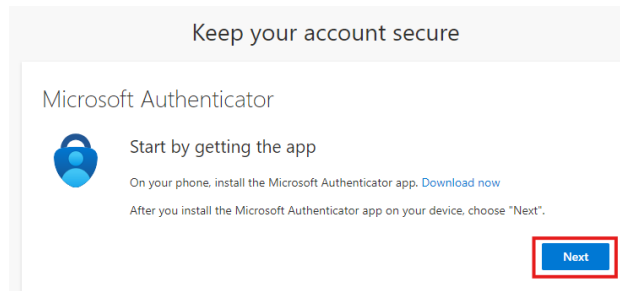 Keep your account secure
Microsoft Authenticator
Start by getting the app
On your phone, install the Microsoft Authenticator app. Download now
After you install the Microsoft Authenticator app on your device, choose "Next".
Next